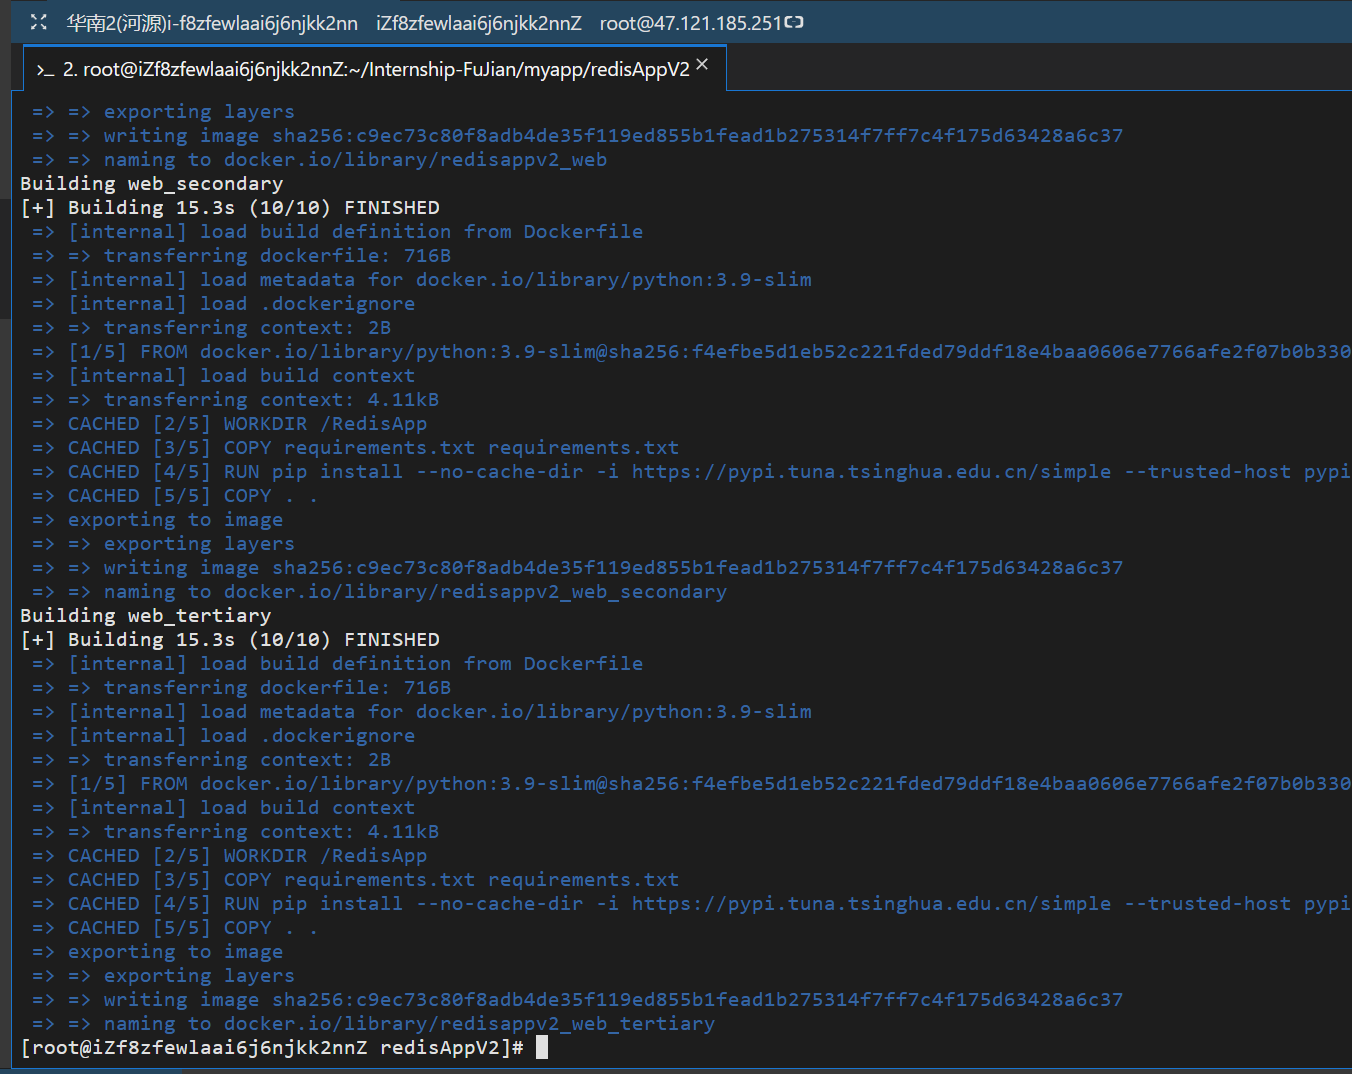 华南2(河源)i-f8zfewlaai6j6njkk2nn iZf8zfewlaai6j6njkk2nnZ root@47.121.185.251
>_ 2. root@iZf8zfewlaai6j6njkk2nnZ:~/Internship-FuJian/myapp/redisAppV2 ×
=> => exporting layers
=> => writing image sha256:c9ec73c80f8adb4de35f119ed855b1fead1b275314f7ff7c4f175d63428a6c37
=> => naming to docker.io/library/redisappv2_web
Building web_secondary
[+] Building 15.3s (10/10) FINISHED
=> [internal] load build definition from Dockerfile
=> => transferring dockerfile: 716B
=> [internal] load metadata for docker.io/library/python:3.9-slim
=> [internal] load .dockerignore
=> => transferring context: 2B
=> [1/5] FROM docker.io/library/python:3.9-slim@sha256:f4efbe5d1eb52c221fded79ddf18e4baa0606e7766afe2f07b0b330
=> [internal] load build context
=> => transferring context: 4.11kB
=> CACHED [2/5] WORKDIR /RedisApp
=> CACHED [3/5] COPY requirements.txt requirements.txt
=> CACHED [4/5] RUN pip install --no-cache-dir -i https://pypi.tuna.tsinghua.edu.cn/simple --trusted-host pypi
=> CACHED [5/5] COPY . .
=> exporting to image
=> => exporting layers
=> => writing image sha256:c9ec73c80f8adb4de35f119ed855b1fead1b275314f7ff7c4f175d63428a6c37
=> => naming to docker.io/library/redisappv2_web_secondary
Building web_tertiary
[+] Building 15.3s (10/10) FINISHED
=> [internal] load build definition from Dockerfile
=> => transferring dockerfile: 716B
=> [internal] load metadata for docker.io/library/python:3.9-slim
=> [internal] load .dockerignore
=> => transferring context: 2B
=> [1/5] FROM docker.io/library/python:3.9-slim@sha256:f4efbe5d1eb52c221fded79ddf18e4baa0606e7766afe2f07b0b330
=> [internal] load build context
=> => transferring context: 4.11kB
=> CACHED [2/5] WORKDIR /RedisApp
=> CACHED [3/5] COPY requirements.txt requirements.txt
=> CACHED [4/5] RUN pip install --no-cache-dir -i https://pypi.tuna.tsinghua.edu.cn/simple --trusted-host pypi
=> CACHED [5/5] COPY . .
=> exporting to image
=> => exporting layers
=> => writing image sha256:c9ec73c80f8adb4de35f119ed855b1fead1b275314f7ff7c4f175d63428a6c37
=> => naming to docker.io/library/redisappv2_web_tertiary
[root@iZf8zfewlaai6j6njkk2nnZ redisAppV2]#